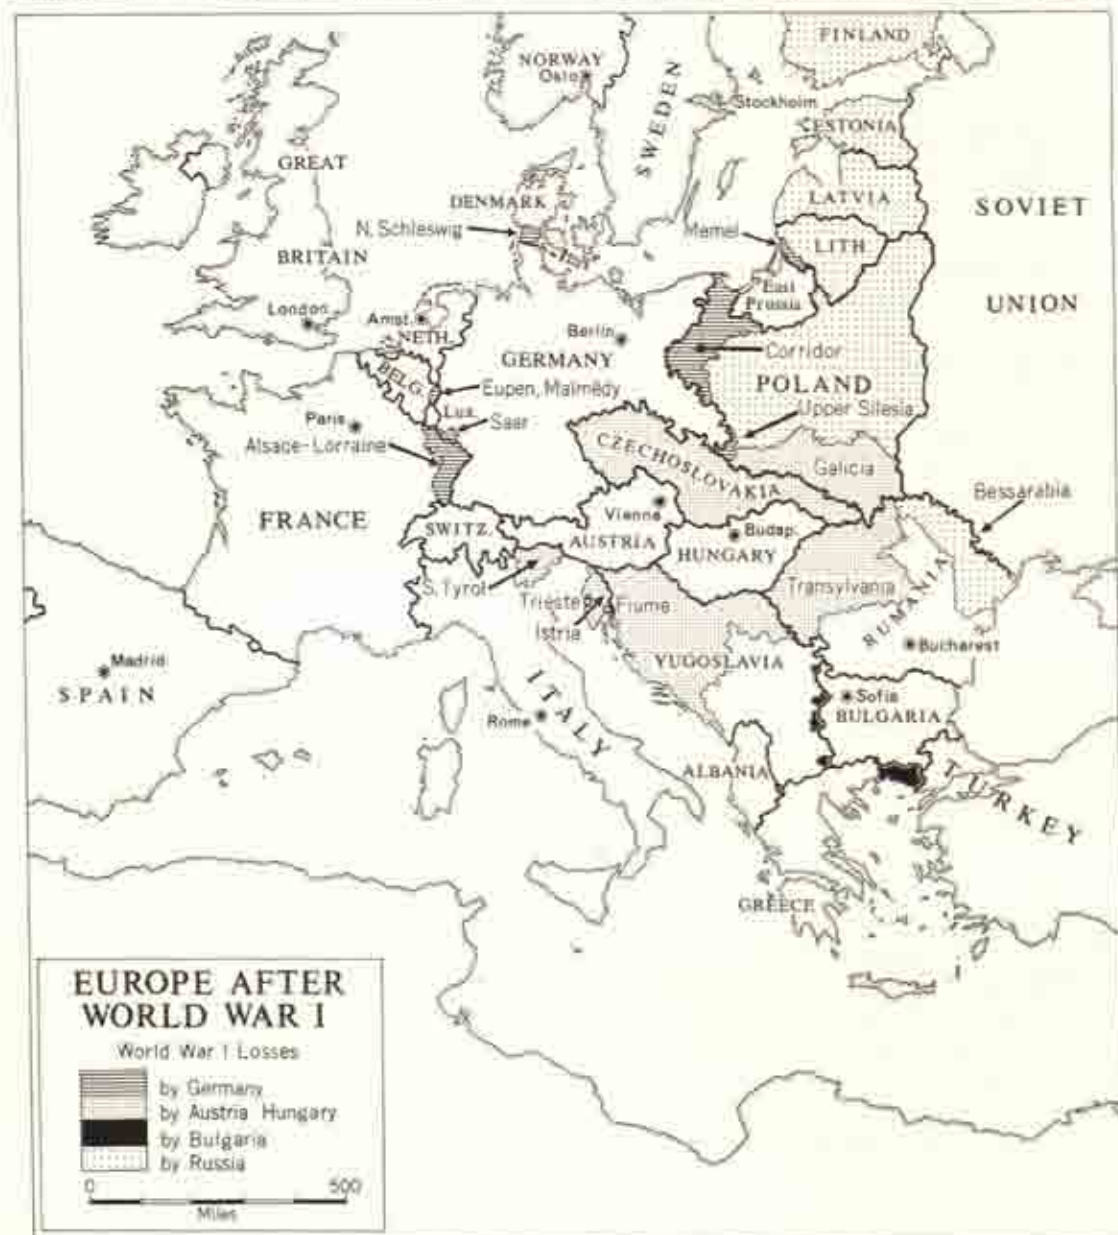 FINLAND
NORWAY
Oslo
SWEDEN
Stockholm
ESTONIA
GREAT
BRITAIN
DENMARK
LATVIA
SOVIET
UNION
N. Schleswig
Memel
LITH
East
Prussia
London
Amst.
NETH.
Berlin
GERMANY
Corridor
BELG.
Eupen, Malmédy
POLAND
Lux.
Saar
Upper Silesia
Paris
Alsace-Lorraine
CZECHOSLOVAKIA
Galicia
Bessarabia
FRANCE
SWITZ.
Vienna
AUSTRIA
Budap.
HUNGARY
S. Tyrol
Trieste
Fiume
Istria
Transylvania
RUMANIA
Bucharest
YUGOSLAVIA
Madrid
SPAIN
ITALY
Rome
Sofia
BULGARIA
ALBANIA
TURKEY
GREECE
EUROPE AFTER
WORLD WAR I
World War I Losses
by Germany
by Austria Hungary
by Bulgaria
by Russia
0 500
Miles